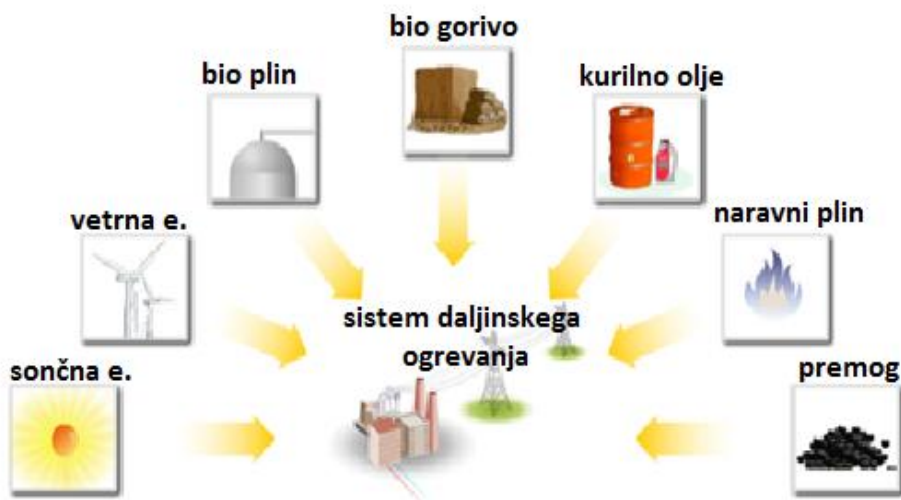 bio gorivo
bio plin
kurilno olje
vetrna e.
naravni plin
sistem daljinskega
ogrevanja
sončna e.
premog